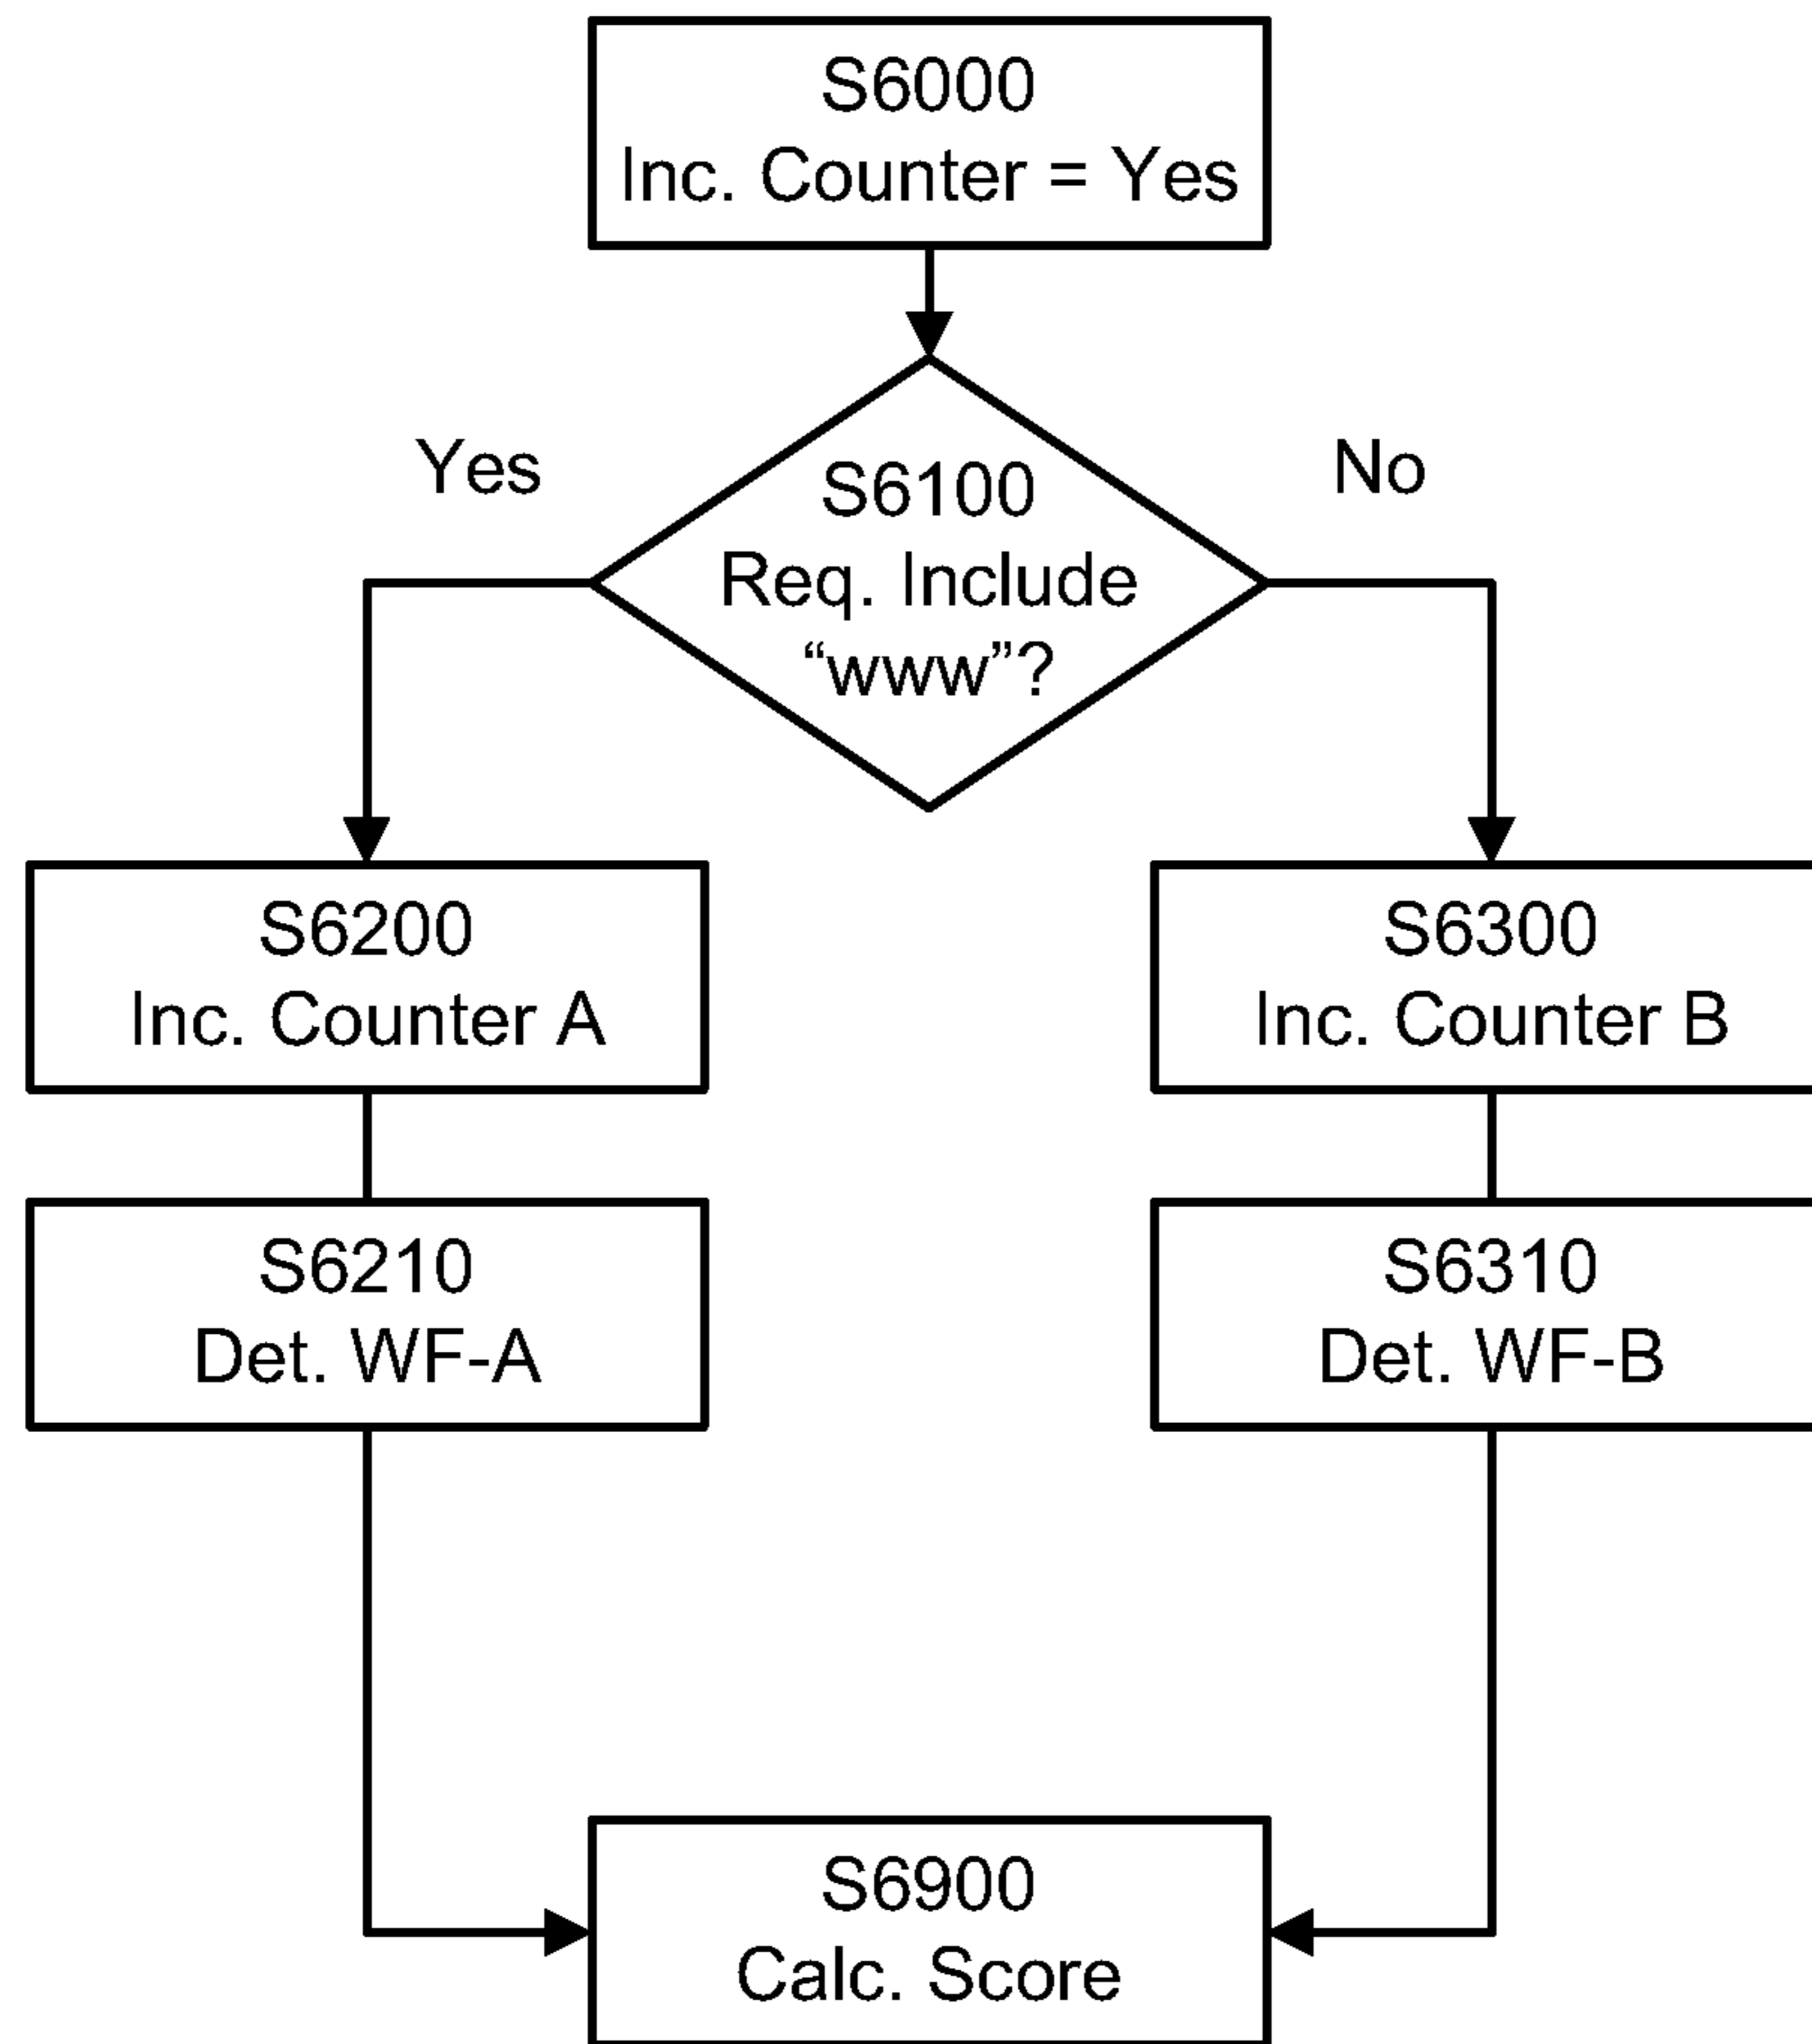 S6000
Inc. Counter = Yes
Yes
No
S6100
Req. Include
“www”?
S6200
Inc. Counter A
S6300
Inc. Counter B
S6210
Det. WF-A
S6310
Det. WF-B
S6900
Calc. Score